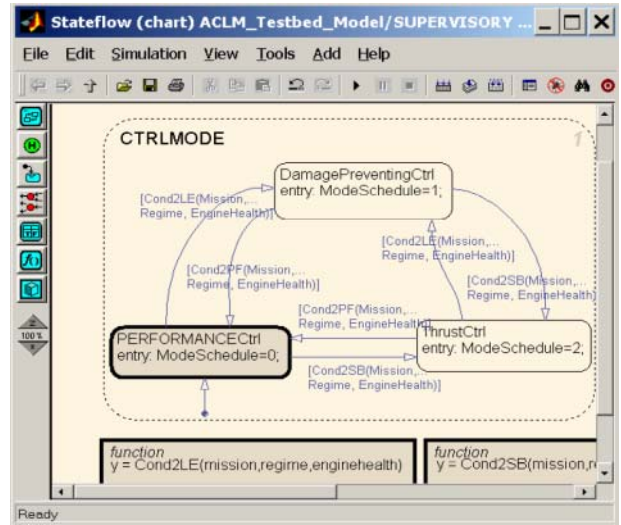 Stateflow (chart) ACLM_Testbed_Model/SUPERVISORY ...
File Edit Simulation View Tools Add Help
CTRLMODE
1
DamagePreventingCtrl
entry: ModeSchedule=1;
[Cond2LE(Mission,...
Regime, EngineHealth)]
[Cond2LE(Mission,...
Regime, EngineHealth)]
[Cond2PF(Mission,...
Regime, EngineHealth)]
[Cond2SB(Mission,...
Regime, EngineHealth)]
[Cond2PF(Mission,...
Regime, EngineHealth)]
100 %
PERFORMANCECtrl
entry: ModeSchedule=0;
ThrustCtrl
entry: ModeSchedule=2;
[Cond2SB(Mission,...
Regime, EngineHealth)]
function
y = Cond2LE(mission,regime,enginehealth)
function
y = Cond2SB(mission,r
Ready